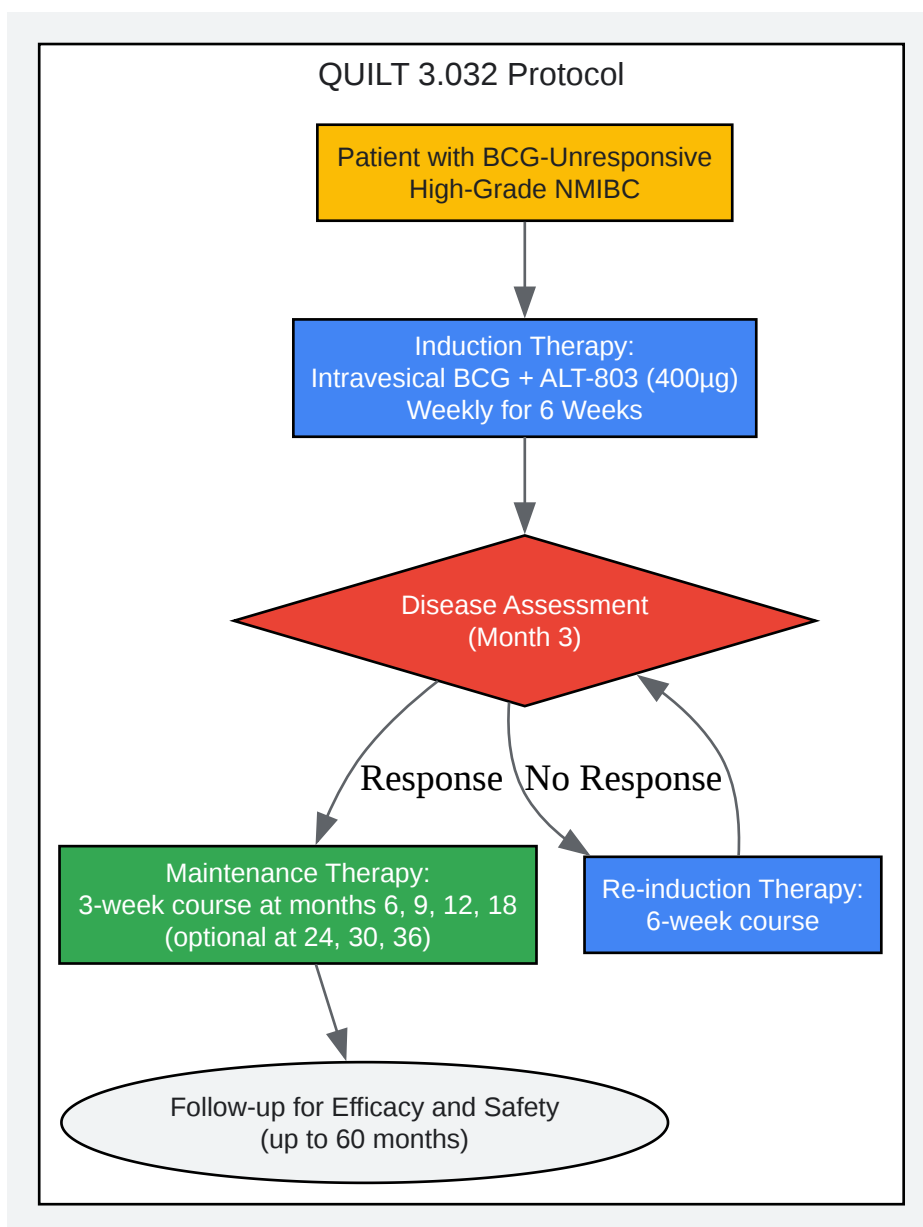 QUILT 3.032 Protocol
Patient with BCG-Unresponsive
High-Grade NMIBC
Induction Therapy:
Intravesical BCG + ALT-803 (400µg)
Weekly for 6 Weeks
Disease Assessment
(Month 3)
Response
No Response
Maintenance Therapy:
3-week course at months 6, 9, 12, 18
(optional at 24, 30, 36)
Re-induction Therapy:
6-week course
Follow-up for Efficacy and Safety
(up to 60 months)